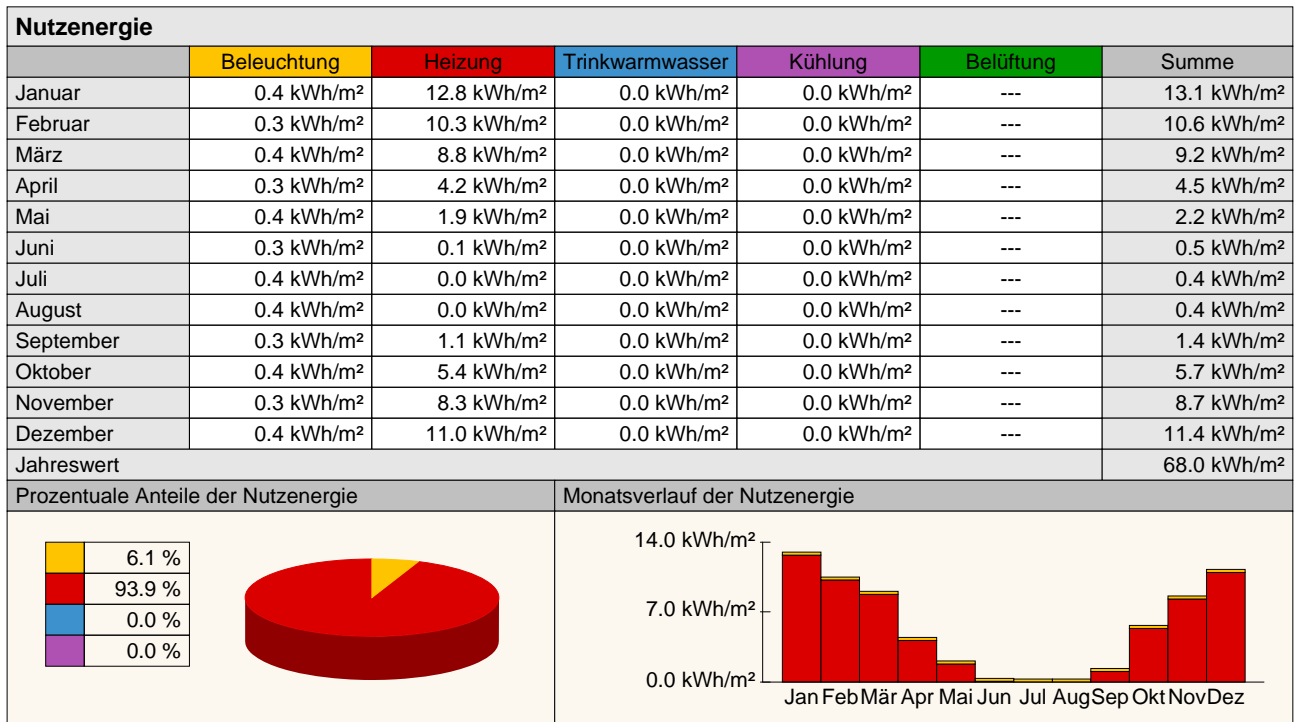 Nutzenergie
Beleuchtung Heizung Trinkwarmwasser Kühlung Belüftung Summe
Januar 0.4 kWh/m² 12.8 kWh/m² 0.0 kWh/m² 0.0 kWh/m² --- 13.1 kWh/m²
Februar 0.3 kWh/m² 10.3 kWh/m² 0.0 kWh/m² 0.0 kWh/m² --- 10.6 kWh/m²
März 0.4 kWh/m² 8.8 kWh/m² 0.0 kWh/m² 0.0 kWh/m² --- 9.2 kWh/m²
April 0.3 kWh/m² 4.2 kWh/m² 0.0 kWh/m² 0.0 kWh/m² --- 4.5 kWh/m²
Mai 0.4 kWh/m² 1.9 kWh/m² 0.0 kWh/m² 0.0 kWh/m² --- 2.2 kWh/m²
Juni 0.3 kWh/m² 0.1 kWh/m² 0.0 kWh/m² 0.0 kWh/m² --- 0.5 kWh/m²
Juli 0.4 kWh/m² 0.0 kWh/m² 0.0 kWh/m² 0.0 kWh/m² --- 0.4 kWh/m²
August 0.4 kWh/m² 0.0 kWh/m² 0.0 kWh/m² 0.0 kWh/m² --- 0.4 kWh/m²
September 0.3 kWh/m² 1.1 kWh/m² 0.0 kWh/m² 0.0 kWh/m² --- 1.4 kWh/m²
Oktober 0.4 kWh/m² 5.4 kWh/m² 0.0 kWh/m² 0.0 kWh/m² --- 5.7 kWh/m²
November 0.3 kWh/m² 8.3 kWh/m² 0.0 kWh/m² 0.0 kWh/m² --- 8.7 kWh/m²
Dezember 0.4 kWh/m² 11.0 kWh/m² 0.0 kWh/m² 0.0 kWh/m² --- 11.4 kWh/m²
Jahreswert 68.0 kWh/m²
Prozentuale Anteile der Nutzenergie
6.1 %
93.9 %
0.0 %
0.0 %
Monatsverlauf der Nutzenergie
14.0 kWh/m²
7.0 kWh/m²
0.0 kWh/m²
Jan Feb Mär Apr Mai Jun Jul Aug Sep Okt Nov Dez